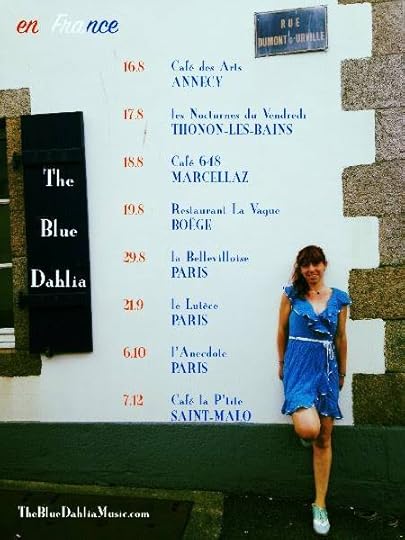 en France
RUE
DUMONT d'URVILLE
16.8 Café des Arts
ANNECY
17.8 les Nocturnes du Vendredi
THONON-LES-BAINS
18.8 Café 648
MARCELLAZ
19.8 Restaurant La Vague
BOËGE
29.8 la Bellevilloise
PARIS
21.9 le Lutèce
PARIS
6.10 l'Anecdote
PARIS
7.12 Café la P'tite
SAINT-MALO
The
Blue
Dahlia
TheBlueDahliaMusic.com